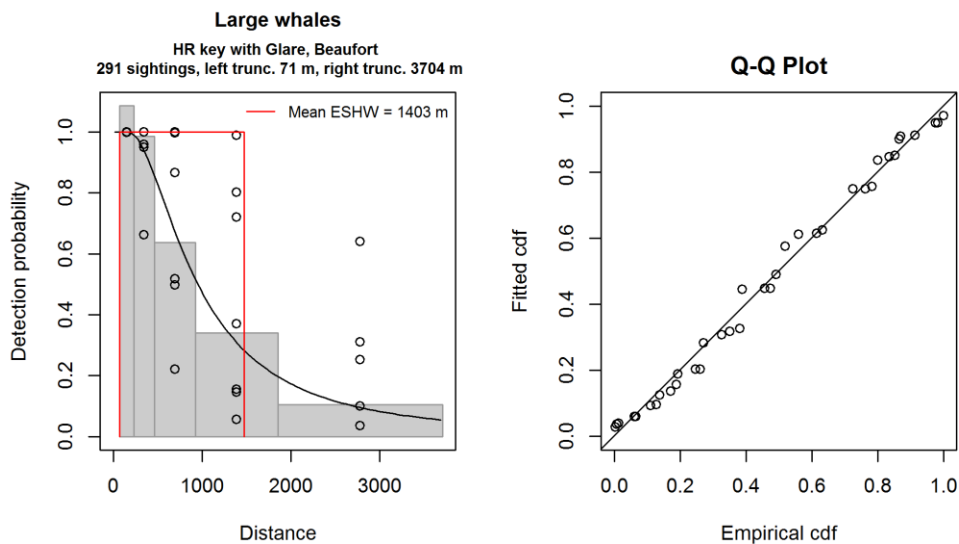 Large whales
HR key with Glare, Beaufort
291 sightings, left trunc. 71 m, right trunc. 3704 m
Mean ESHW = 1403 m
Detection probability
0.0
0.2
0.4
0.6
0.8
1.0
0
1000
2000
3000
Distance
Q-Q Plot
Fitted cdf
0.0
0.2
0.4
0.6
0.8
1.0
0.0
0.2
0.4
0.6
0.8
1.0
Empirical cdf